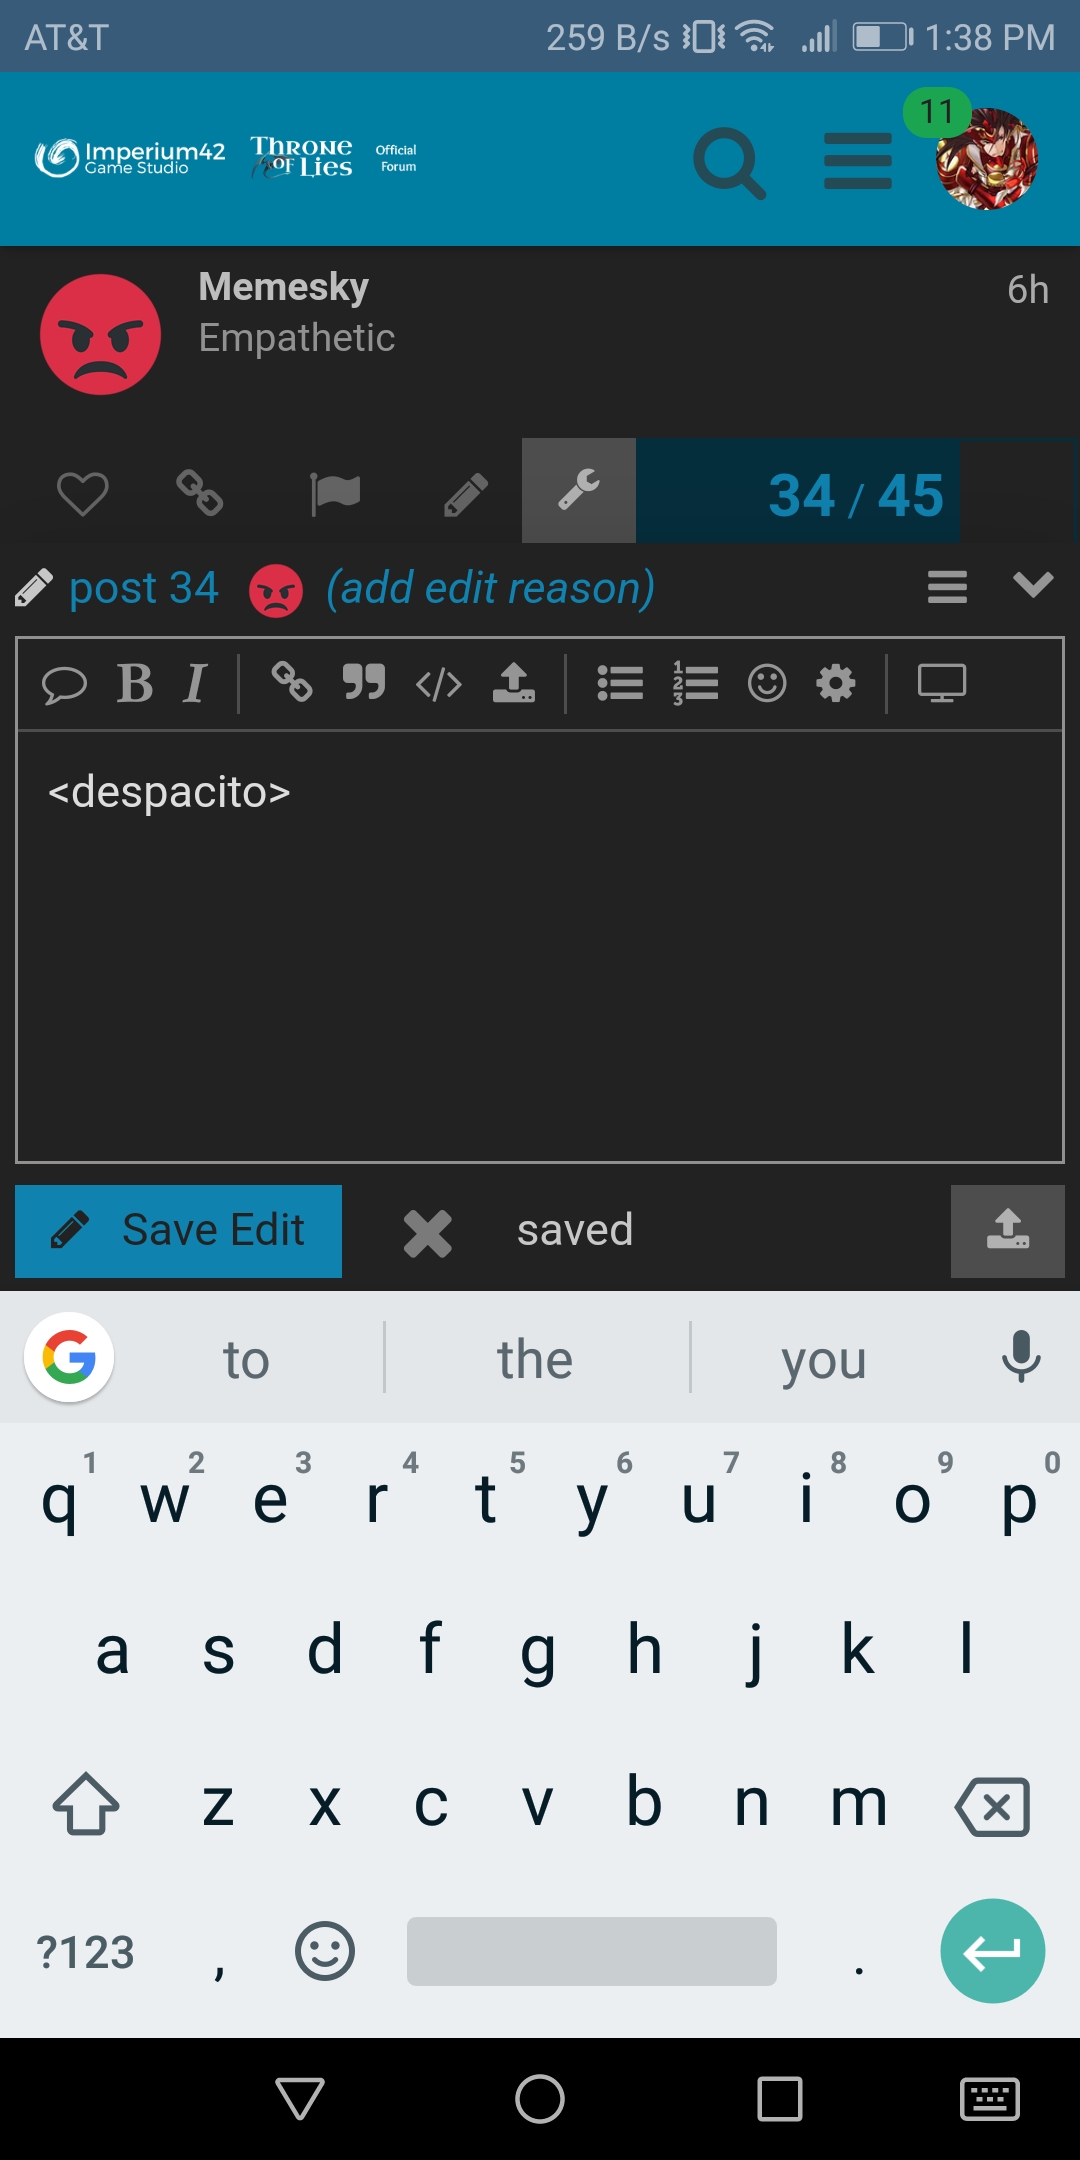 AT&T 259 B/s 1:38 PM
11
Imperium42 Game Studio
Throne of Lies
Official Forum
Memesky 6h
Empathetic
34 / 45
post 34 (add edit reason)
B I
<despacito>
Save Edit saved
to the you
1 2 3 4 5 6 7 8 9 0
q w e r t y u i o p
a s d f g h j k l
z x c v b n m
?123 , .